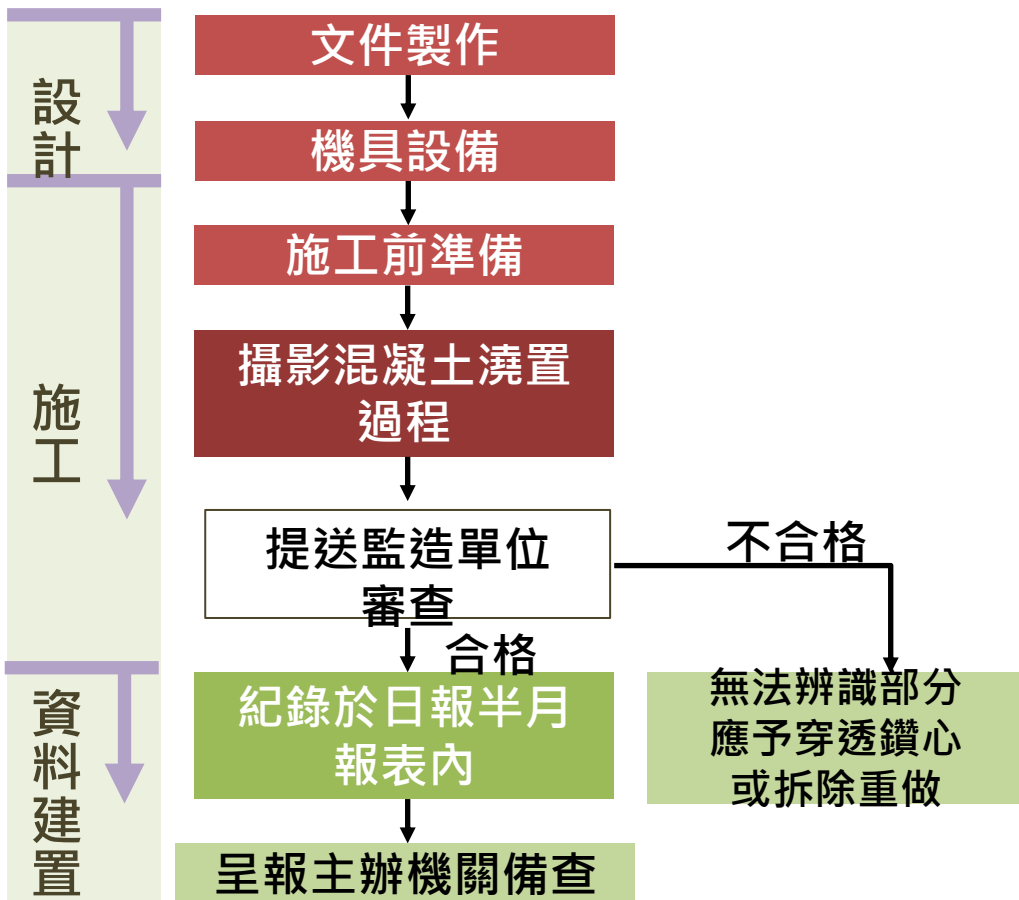 設計
文件製作
機具設備
施工
施工前準備
攝影混凝土澆置
過程
提送監造單位
審查
不合格
合格
資料建置
紀錄於日報半月
報表內
無法辨識部分
應予穿透鑽心
或拆除重做
呈報主辦機關備查